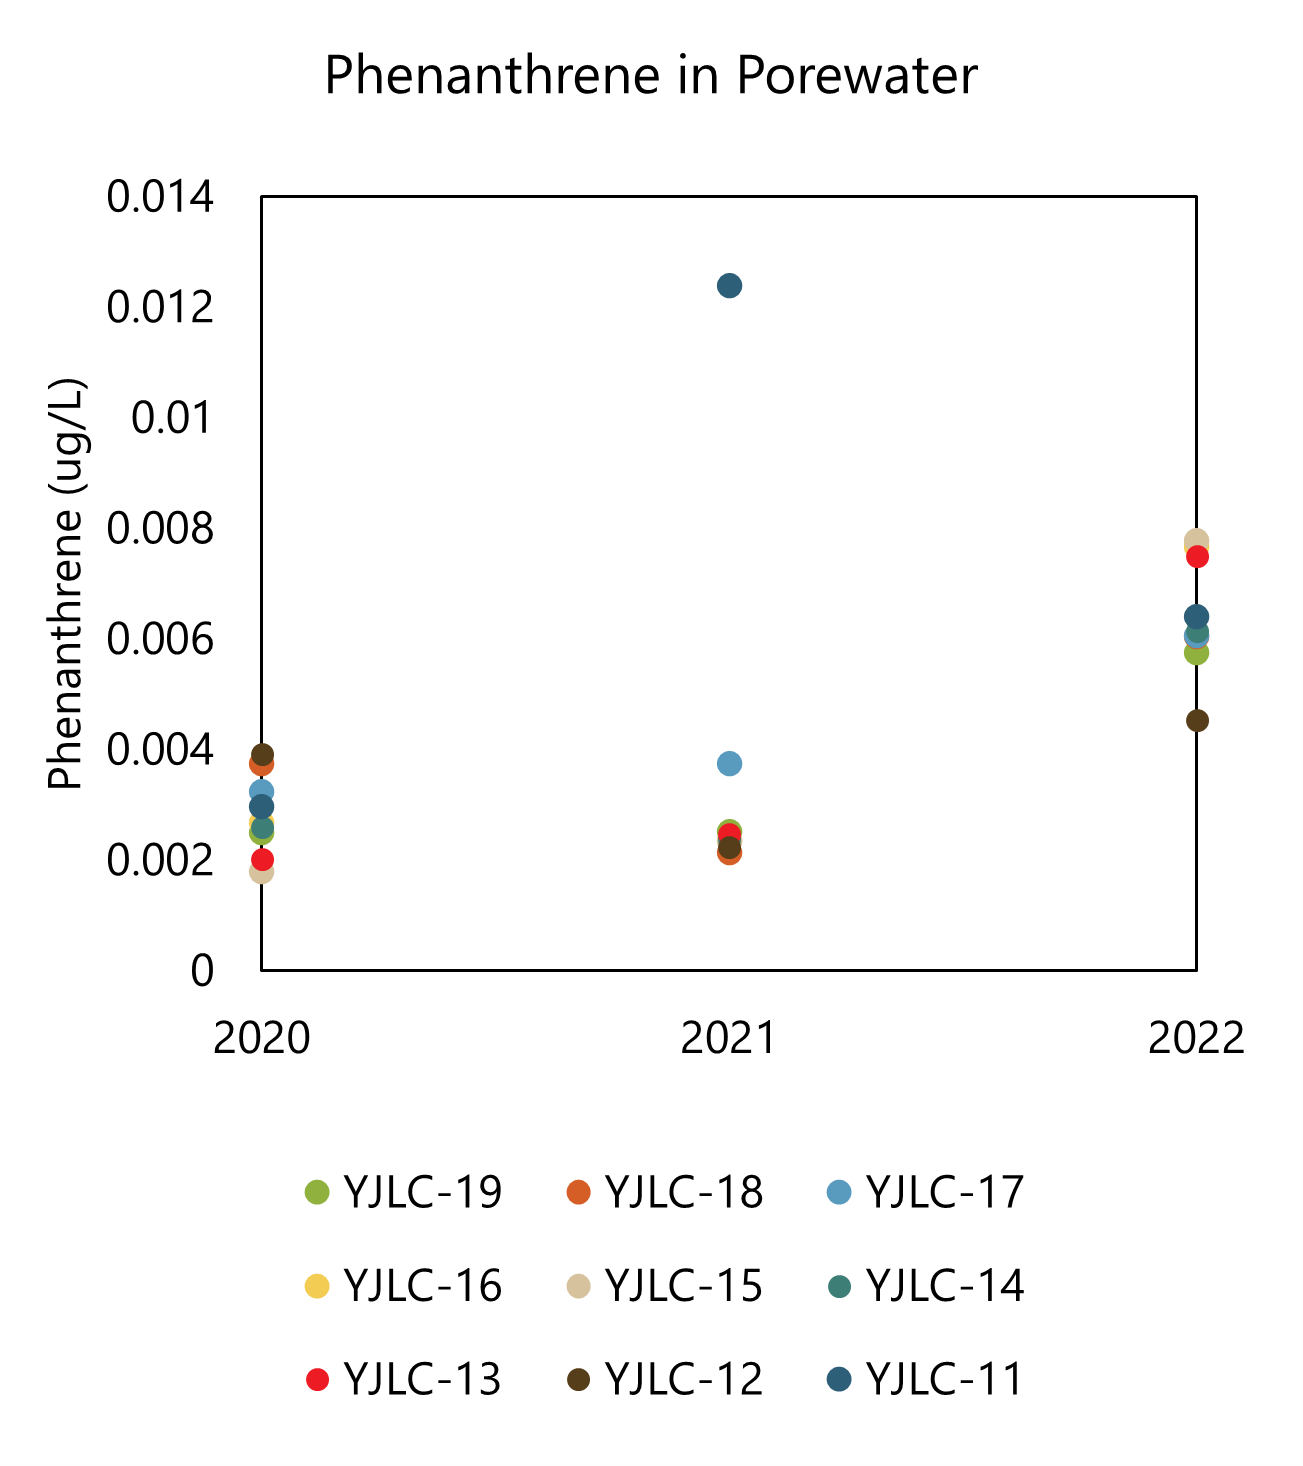 Phenanthrene in Porewater
Phenanthrene (ug/L)
0.014
0.012
0.01
0.008
0.006
0.004
0.002
0
2020 2021 2022
YJLC-19 YJLC-18 YJLC-17
YJLC-16 YJLC-15 YJLC-14
YJLC-13 YJLC-12 YJLC-11